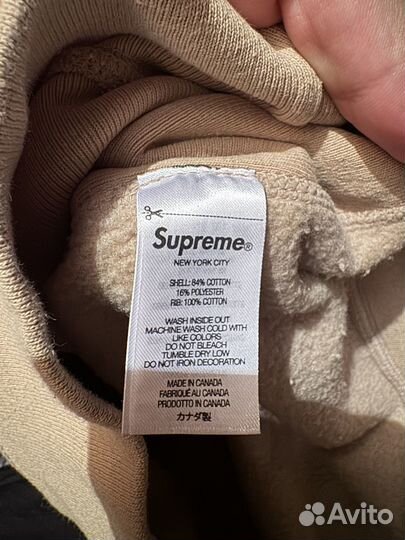 Supreme®
NEW YORK CITY
SHELL: 84% COTTON
16% POLYESTER
RIB: 100% COTTON
WASH INSIDE OUT
MACHINE WASH COLD WITH
LIKE COLORS
DO NOT BLEACH
TUMBLE DRY LOW
DO NOT IRON DECORATION
MADE IN CANADA
FABRIQUÉ AU CANADA
PRODOTTO IN CANADA
カナダ製
Avito